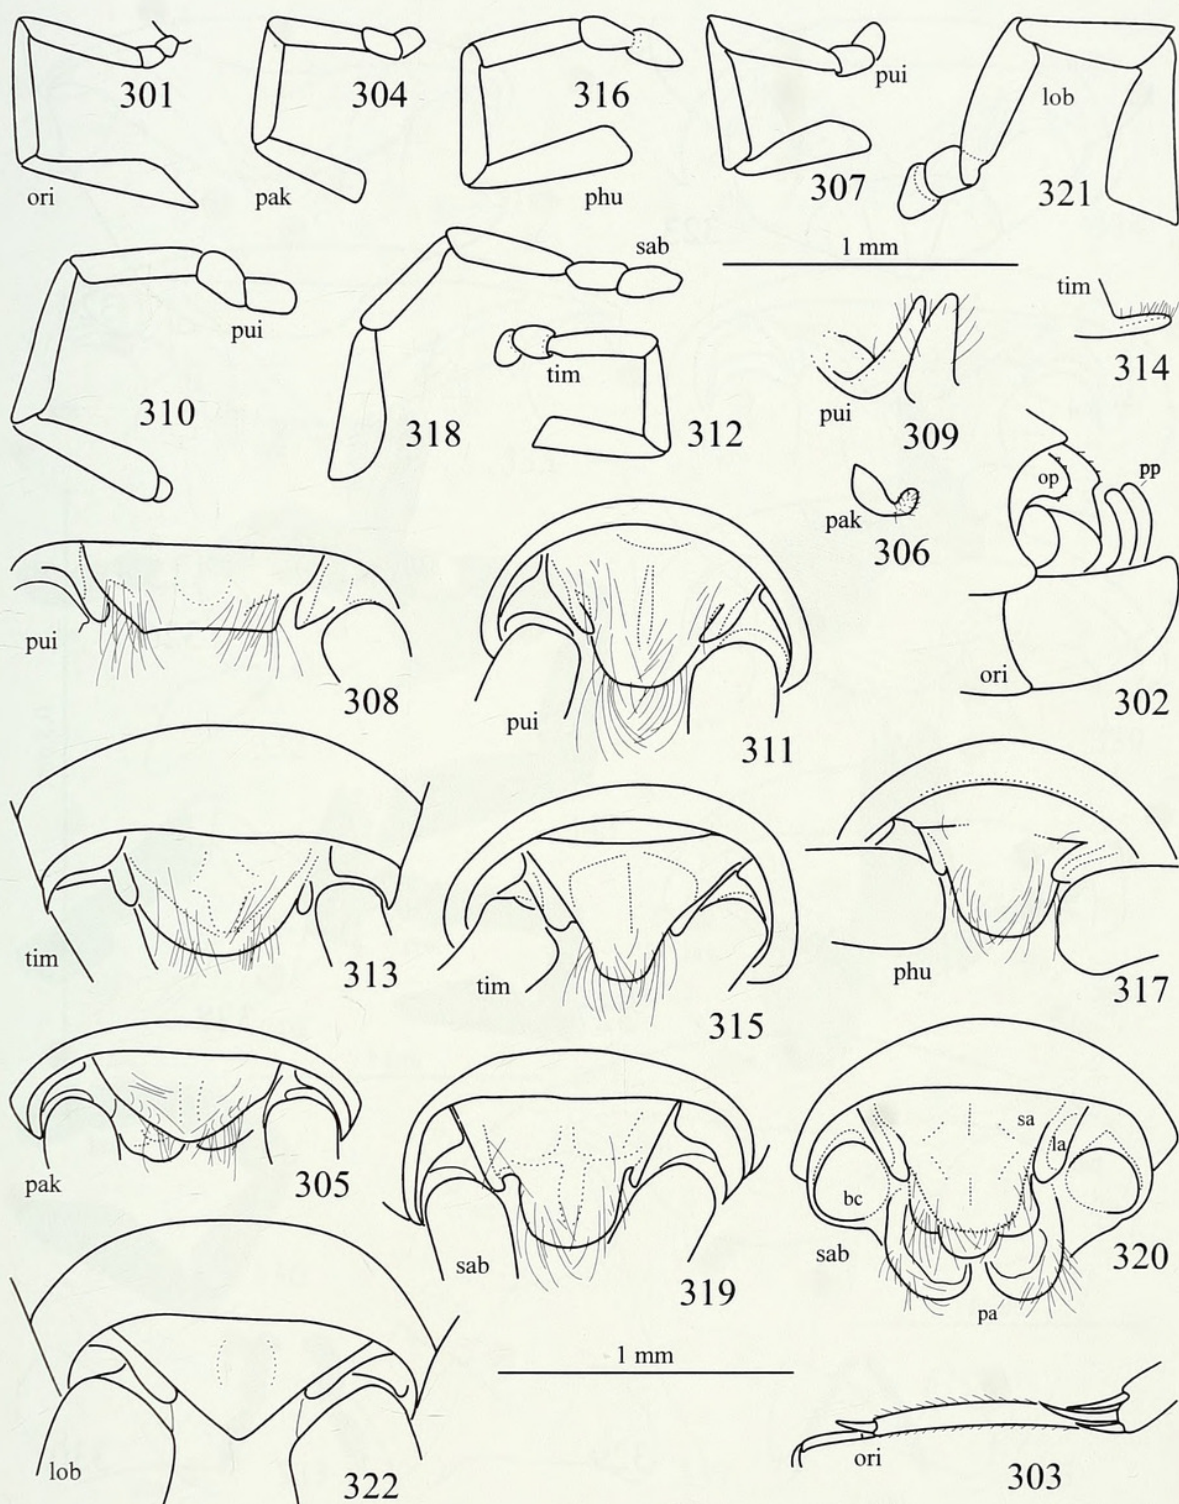 301
ori
304
pak
316
phu
307
pui
321
lob
1 mm
310
pui
318
sab
312
tim
309
pui
314
tim
306
pak
op
pp
ori
302
pui
308
pui
311
tim
313
tim
315
phu
317
pak
305
sab
319
sa
la
bc
sab
pa
320
1 mm
lob
322
ori
303